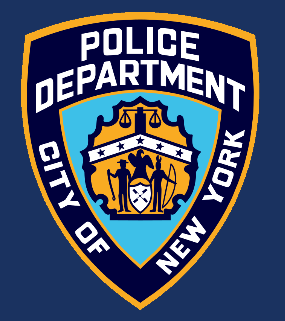 POLICE
DEPARTMENT
CITY OF
NEW YORK